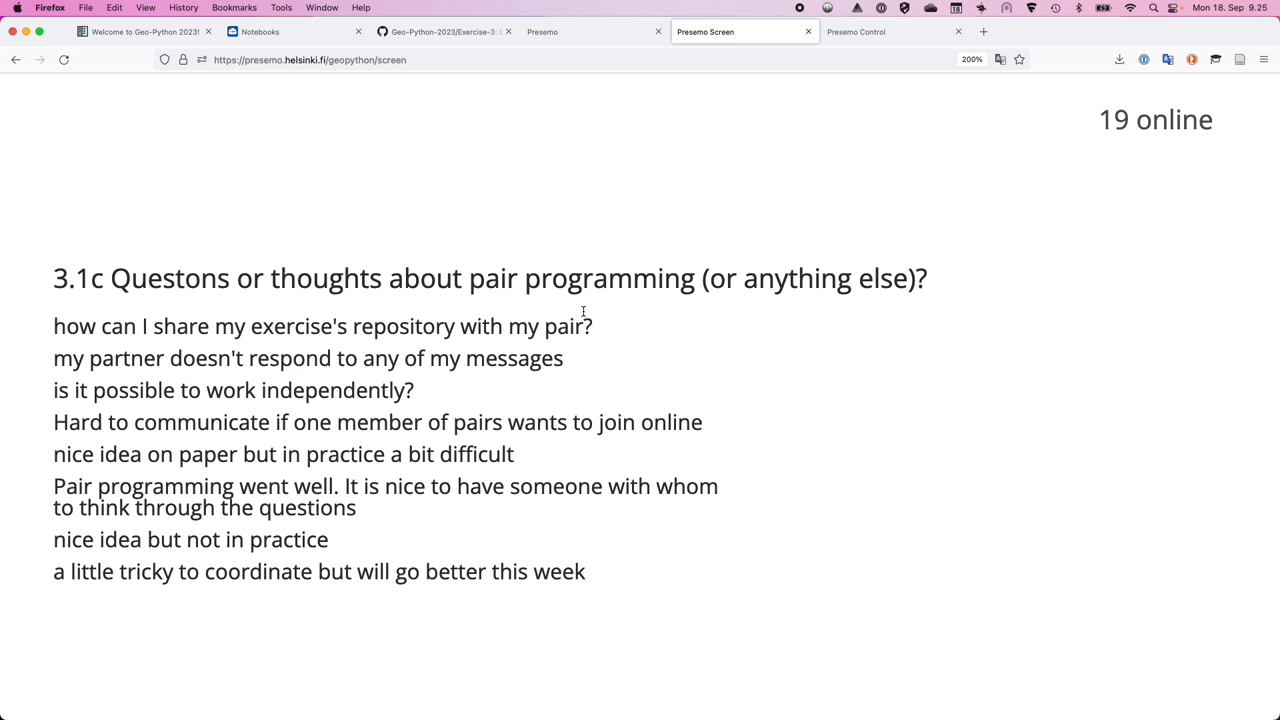 Firefox File Edit View History Bookmarks Tools Window Help Mon 18. Sep 9.25
Welcome to Geo-Python 2023! Notebooks Geo-Python-2023/Exercise-3: Presemo Presemo Screen Presemo Control
https://presemo.helsinki.fi/geopython/screen 200%
19 online
3.1c Questons or thoughts about pair programming (or anything else)?
how can I share my exercise's repository with my pair?
my partner doesn't respond to any of my messages
is it possible to work independently?
Hard to communicate if one member of pairs wants to join online
nice idea on paper but in practice a bit difficult
Pair programming went well. It is nice to have someone with whom
to think through the questions
nice idea but not in practice
a little tricky to coordinate but will go better this week